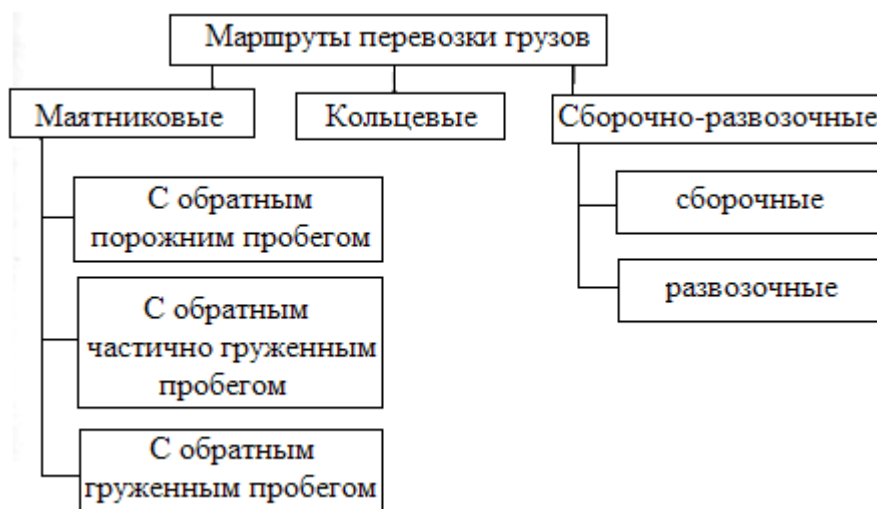 Маршруты перевозки грузов
Маятниковые
Кольцевые
Сборочно-развозочные
С обратным
порожним пробегом
С обратным
частично груженным
пробегом
С обратным
груженным пробегом
сборочные
развозочные